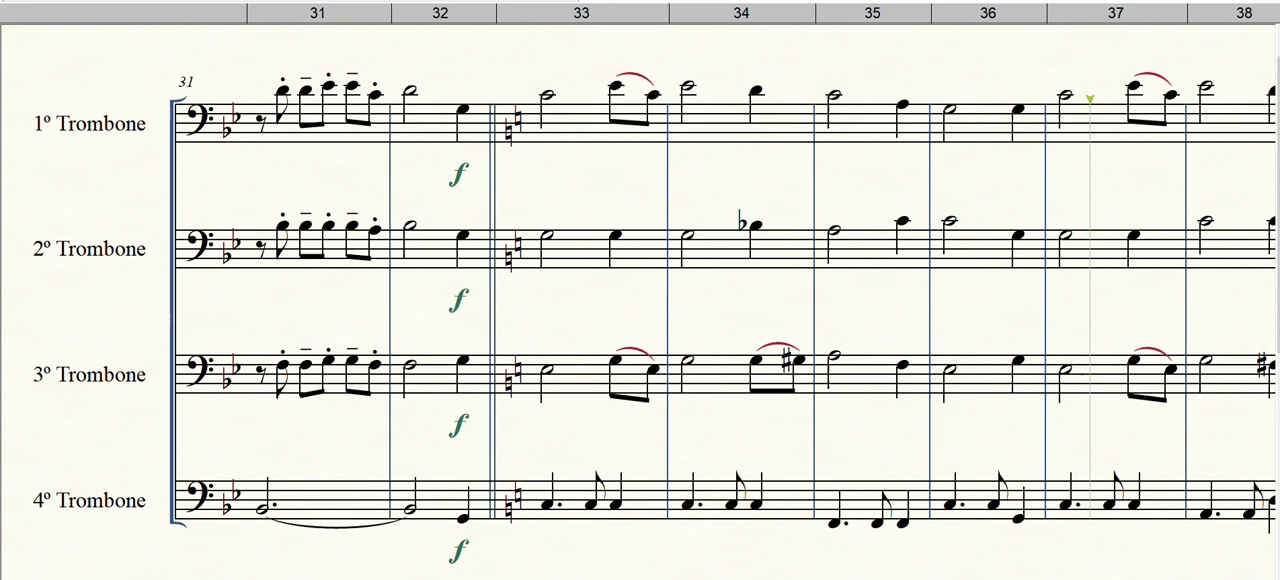 31 32 33 34 35 36 37 38
31
1º Trombone
f
2º Trombone
f
3º Trombone
f
4º Trombone
f